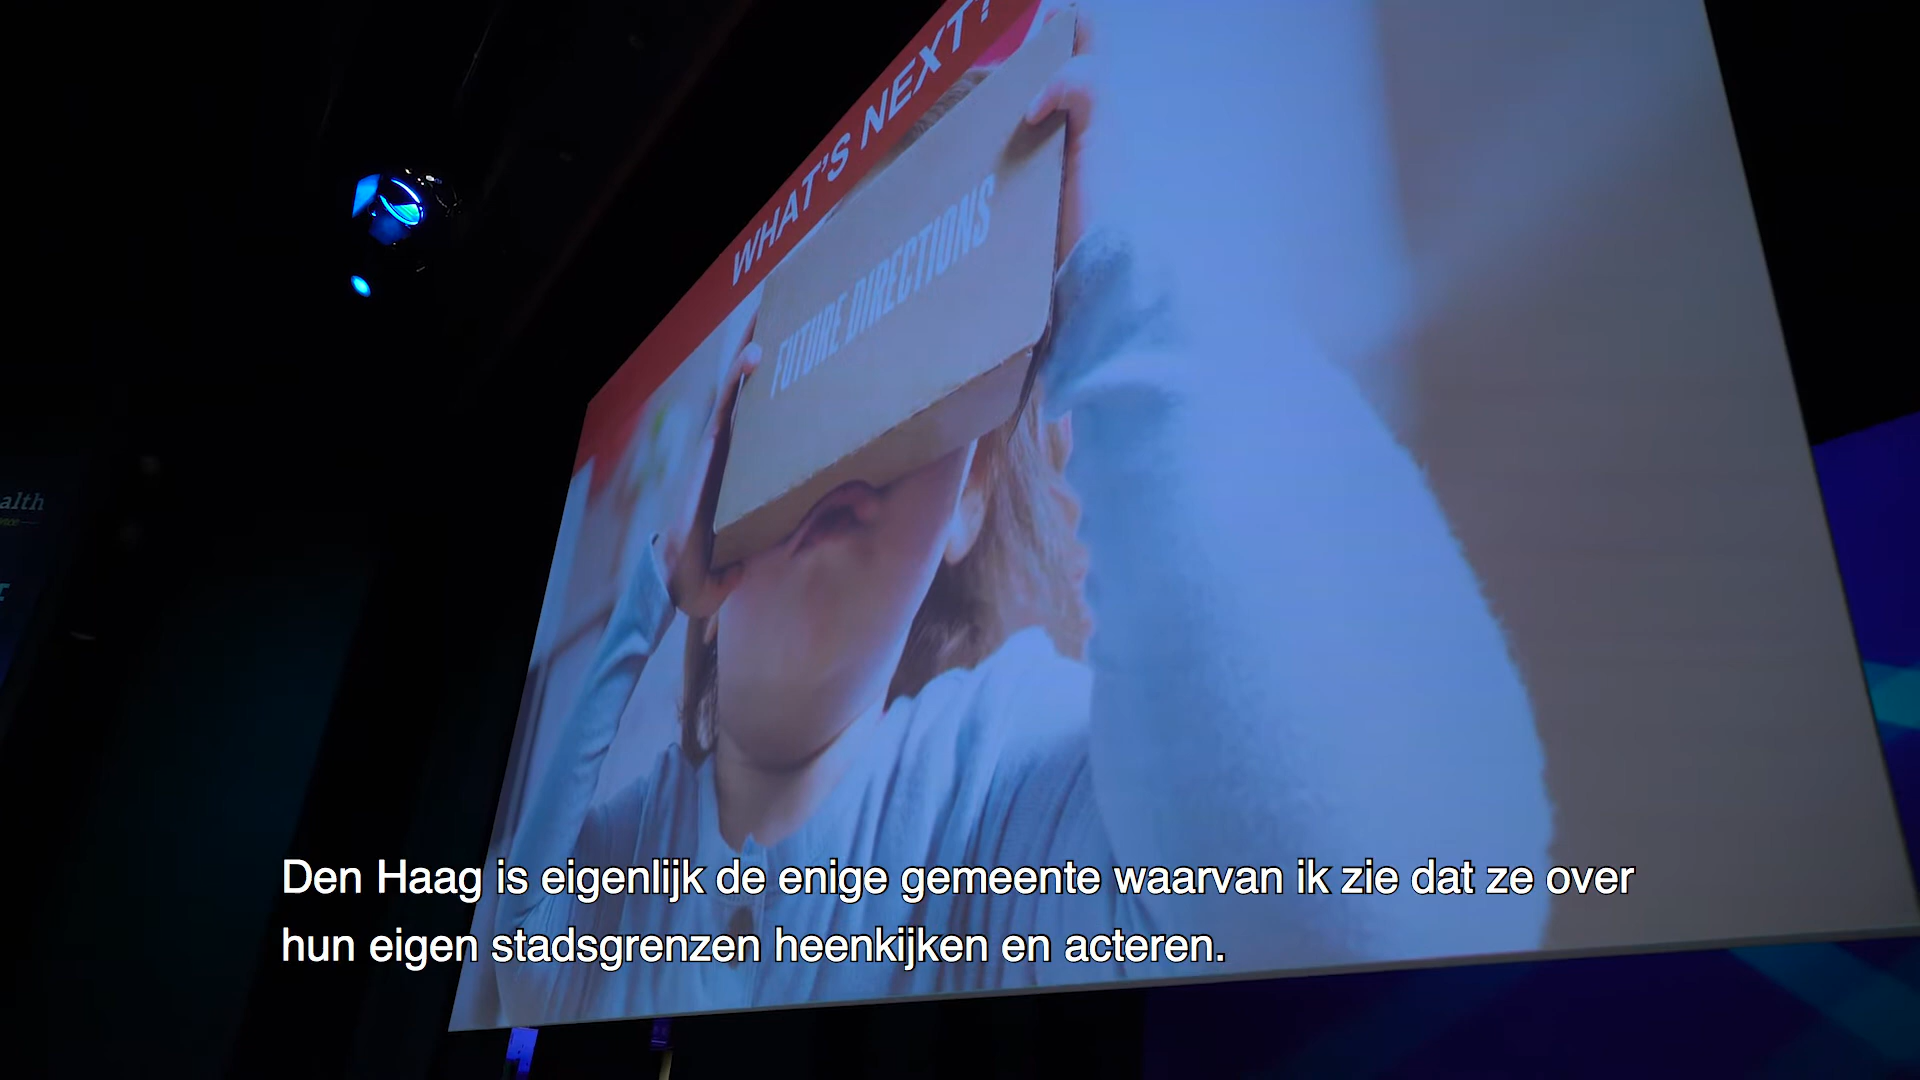 WHAT'S NEXT?
FUTURE DIRECTIONS
alth
Den Haag is eigenlijk de enige gemeente waarvan ik zie dat ze over
hun eigen stadsgrenzen heenkijken en acteren.